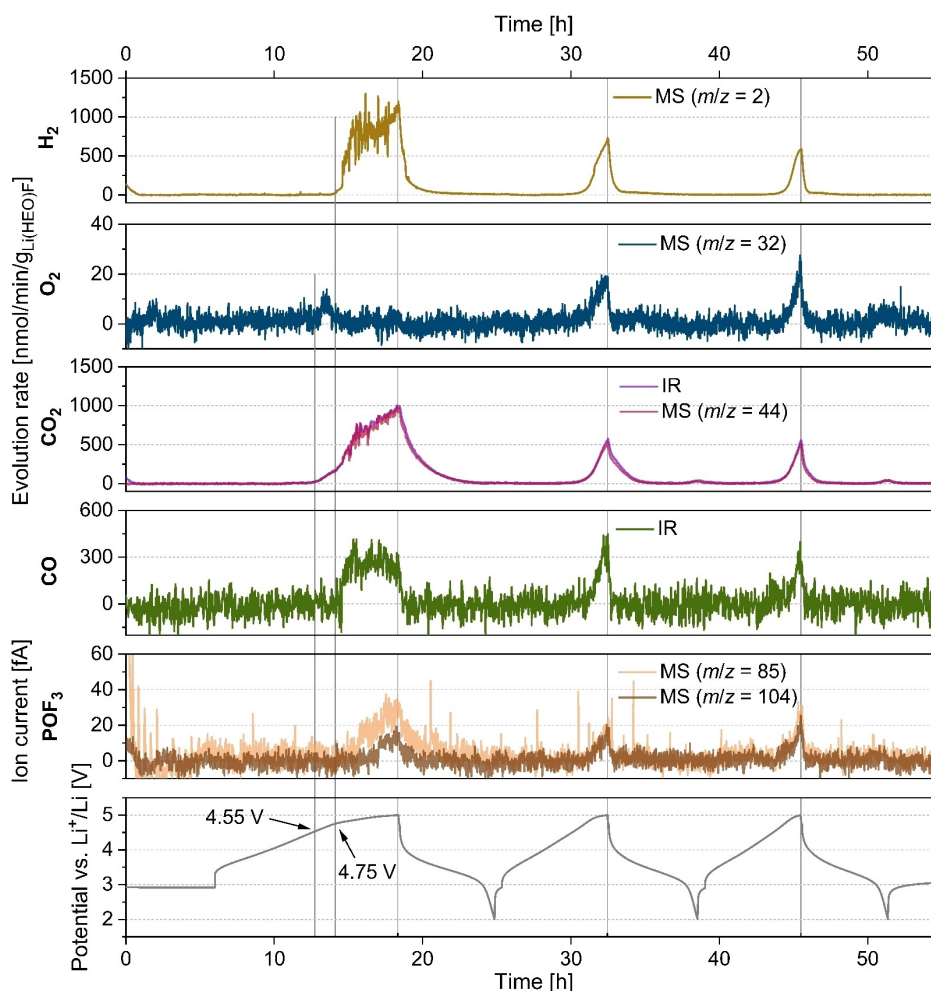 Time [h]
0 10 20 30 40 50
1500
1000
500
0
H2
MS (m/z = 2)
40
20
0
O2
MS (m/z = 32)
Evolution rate [nmol/min/gLi(HEO)F]
1500
1000
500
0
CO2
IR
MS (m/z = 44)
600
300
0
CO
IR
Ion current [fA]
60
40
20
0
POF3
MS (m/z = 85)
MS (m/z = 104)
Potential vs. Li+/Li [V]
5
4
3
2
4.55 V
4.75 V
0 10 20 30 40 50
Time [h]